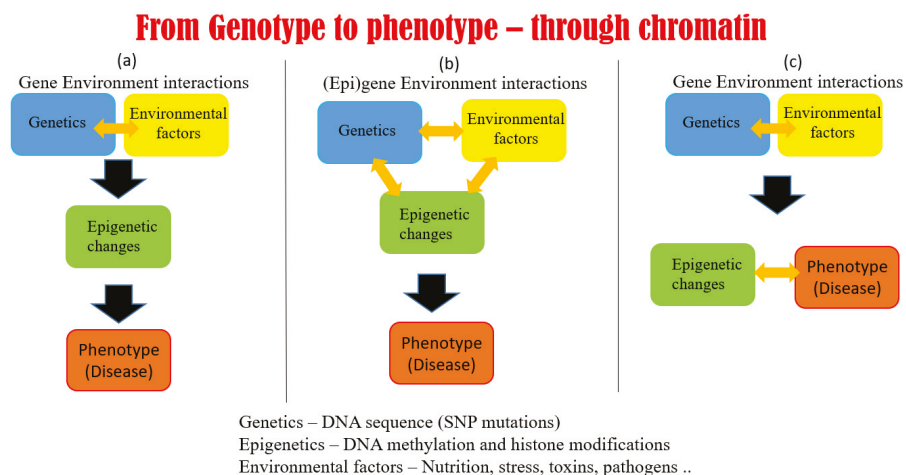 From Genotype to phenotype – through chromatin
(a)
Gene Environment interactions
Genetics
Environmental
factors
Epigenetic
changes
Phenotype
(Disease)
(b)
(Epi)gene Environment interactions
Genetics
Environmental
factors
Epigenetic
changes
Phenotype
(Disease)
(c)
Gene Environment interactions
Genetics
Environmental
factors
Epigenetic
changes
Phenotype
(Disease)
Genetics – DNA sequence (SNP mutations)
Epigenetics – DNA methylation and histone modifications
Environmental factors – Nutrition, stress, toxins, pathogens ..